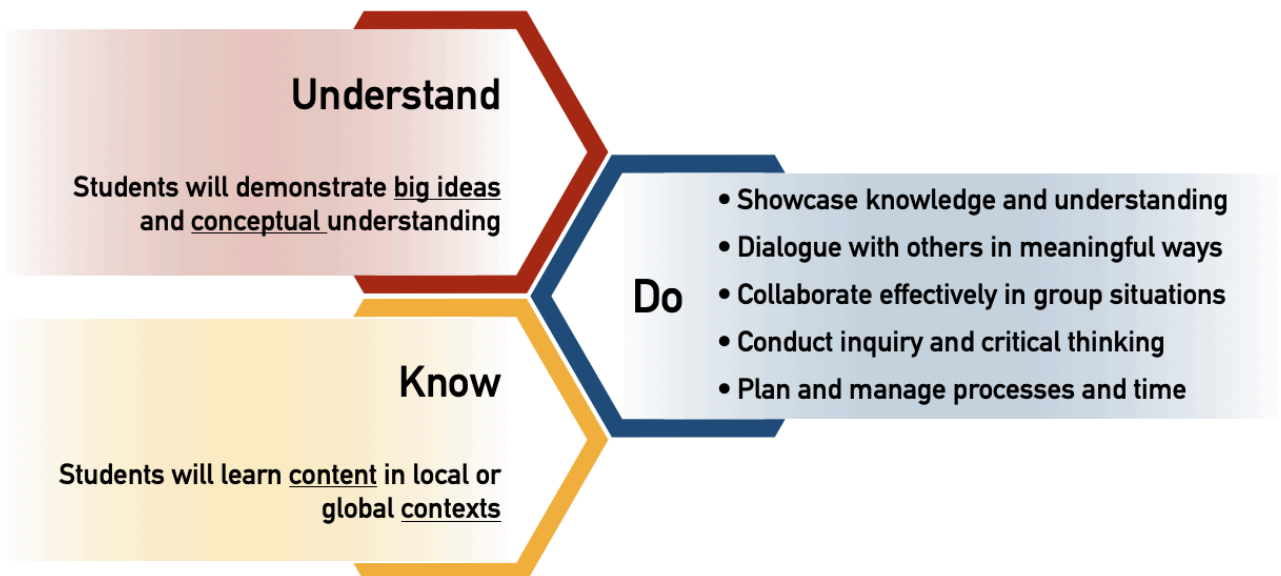 Understand
Students will demonstrate big ideas
and conceptual understanding
Know
Students will learn content in local or
global contexts
Do
• Showcase knowledge and understanding
• Dialogue with others in meaningful ways
• Collaborate effectively in group situations
• Conduct inquiry and critical thinking
• Plan and manage processes and time